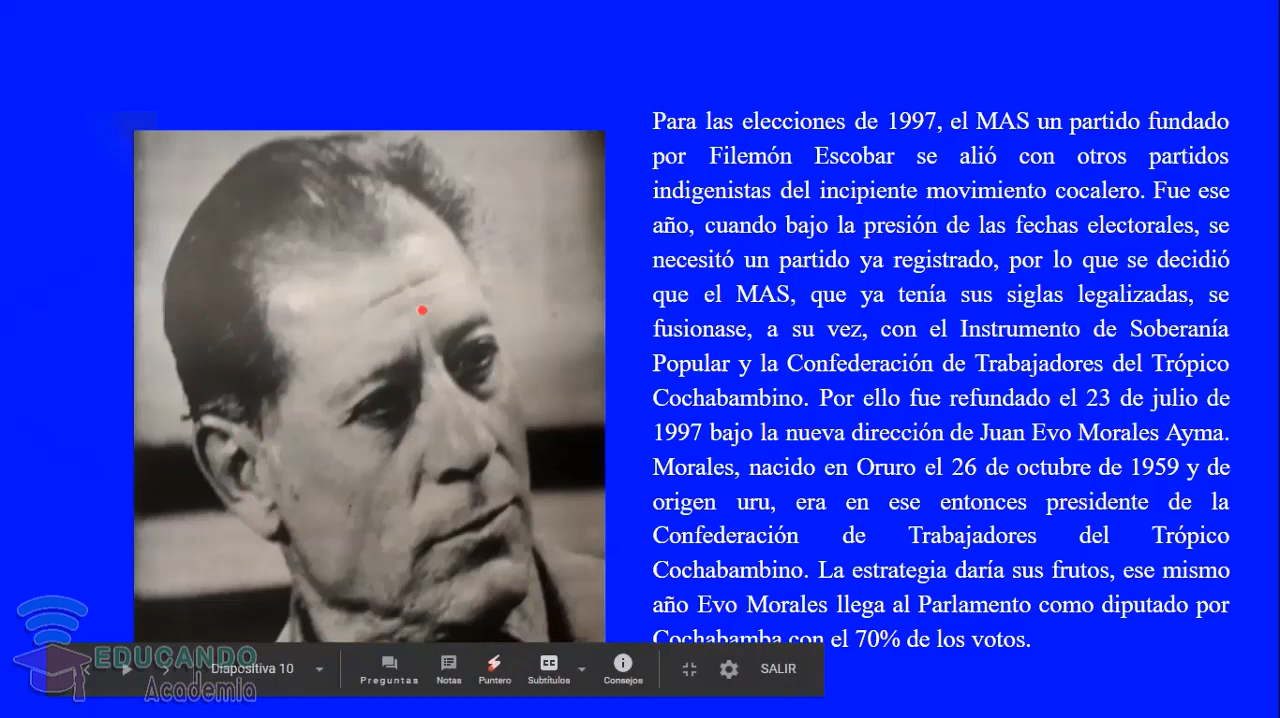 Para las elecciones de 1997, el MAS un partido fundado
por Filemón Escobar se alió con otros partidos
indigenistas del incipiente movimiento cocalero. Fue ese
año, cuando bajo la presión de las fechas electorales, se
necesitó un partido ya registrado, por lo que se decidió
que el MAS, que ya tenía sus siglas legalizadas, se
fusionase, a su vez, con el Instrumento de Soberanía
Popular y la Confederación de Trabajadores del Trópico
Cochabambino. Por ello fue refundado el 23 de julio de
1997 bajo la nueva dirección de Juan Evo Morales Ayma.
Morales, nacido en Oruro el 26 de octubre de 1959 y de
origen uru, era en ese entonces presidente de la
Confederación de Trabajadores del Trópico
Cochabambino. La estrategia daría sus frutos, ese mismo
año Evo Morales llega al Parlamento como diputado por
Cochabamba con el 70% de los votos.
EDUCANDO
Academia
Diapositiva 10
Preguntas
Notas
Puntero
CC
Subtítulos
Consejos
SALIR